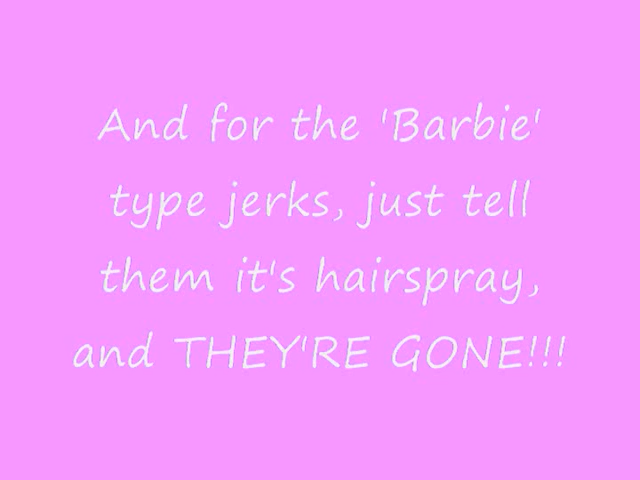 And for the 'Barbie'
type jerks, just tell
them it's hairspray,
and THEY'RE GONE!!!